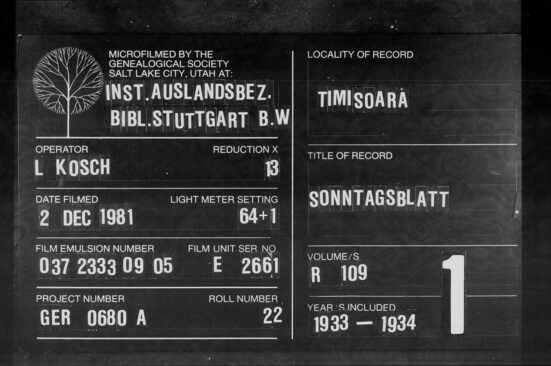 MICROFILMED BY THE
GENEALOGICAL SOCIETY
SALT LAKE CITY, UTAH AT:
INST.AUSLANDSBEZ.
BIBL.STUTTGART B.W
OPERATOR REDUCTION X
L KOSCH 13
DATE FILMED LIGHT METER SETTING
2 DEC 1981 64+1
FILM EMULSION NUMBER FILM UNIT SER. NO.
037 2333 09 05 E 2661
PROJECT NUMBER ROLL NUMBER
GER 0680 A 22
LOCALITY OF RECORD
TIMISOARA
TITLE OF RECORD
SONNTAGSBLATT
VOLUME/S
R 109
1
YEAR/S INCLUDED
1933 — 1934